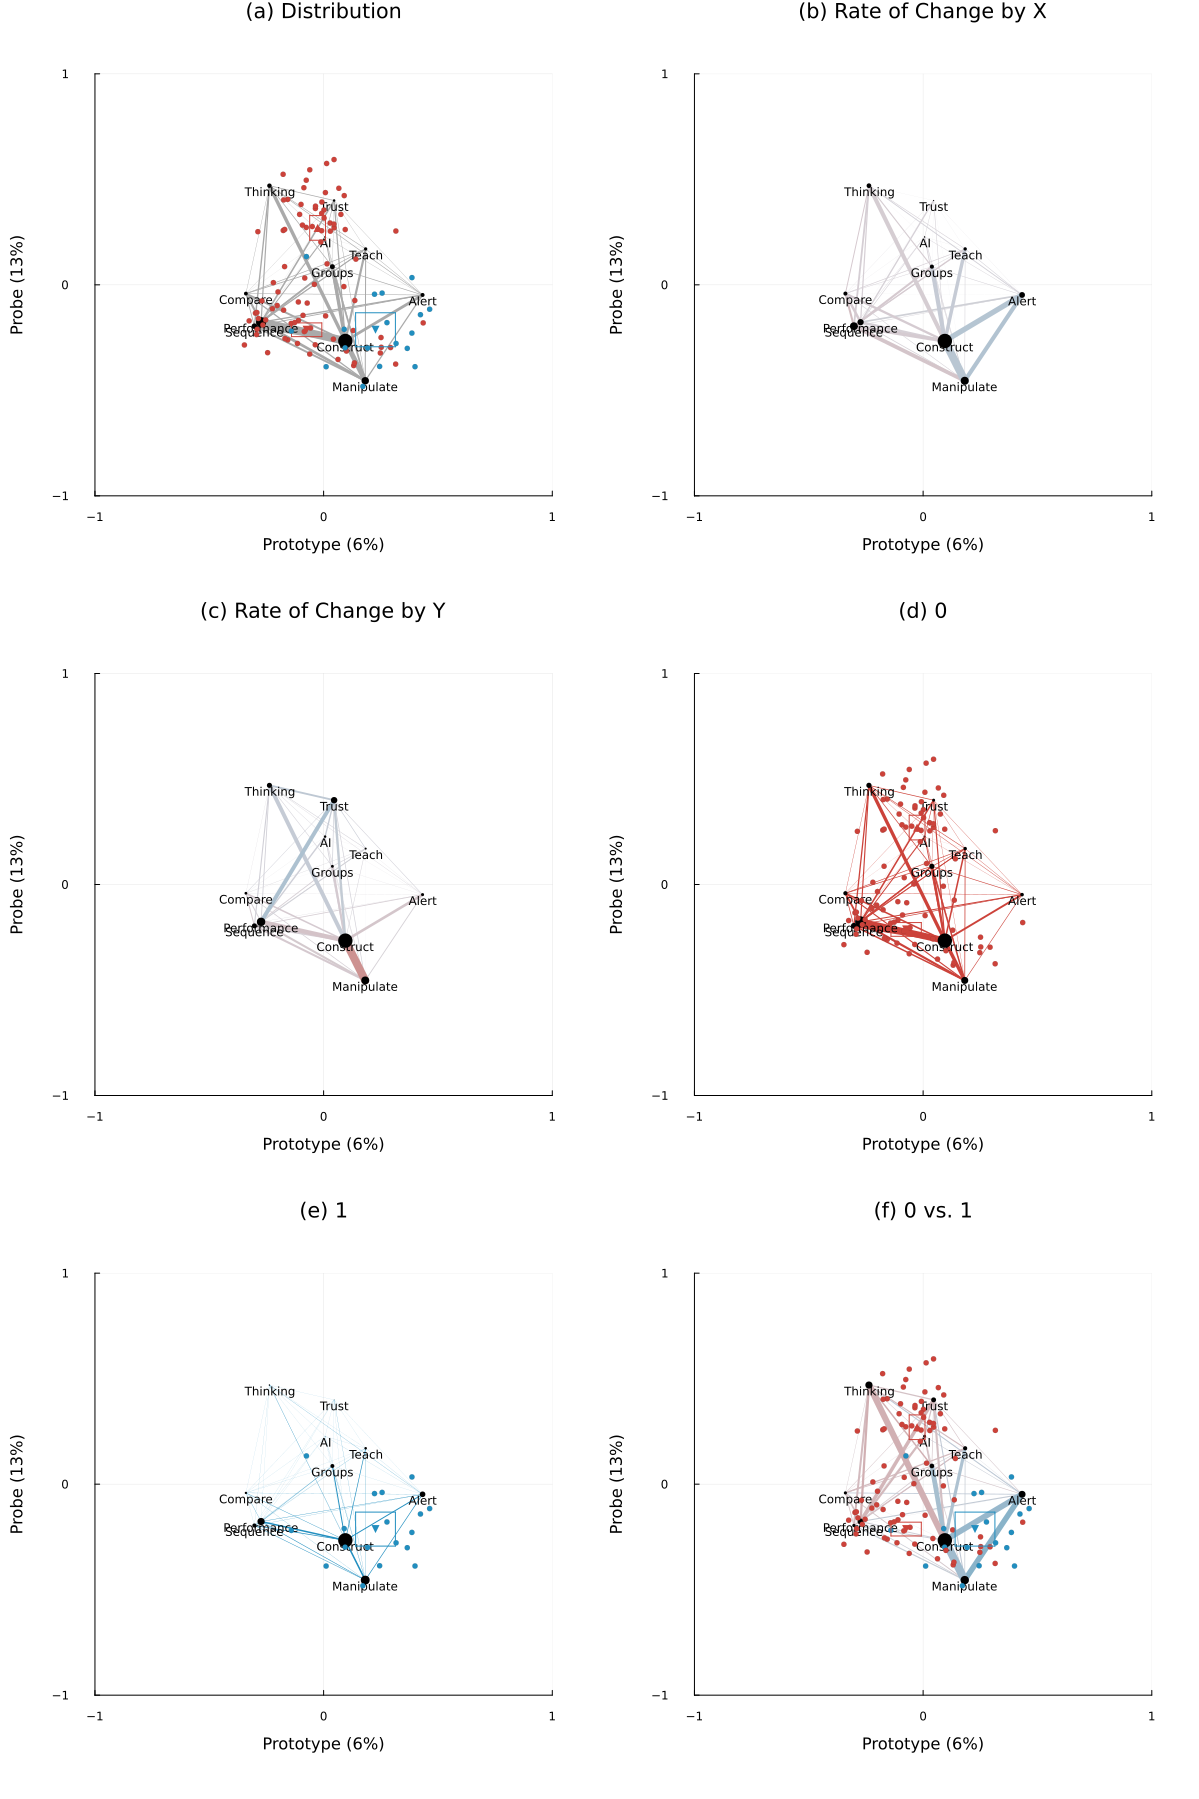 (a) Distribution
1
0
−1
Probe (13%)
Thinking
Trust
AI
Teach
Groups
Compare
Alert
Performance
Sequence
Construct
Manipulate
−1 0 1
Prototype (6%)
(b) Rate of Change by X
1
0
−1
Probe (13%)
Thinking
Trust
AI
Teach
Groups
Compare
Alert
Performance
Sequence
Construct
Manipulate
−1 0 1
Prototype (6%)
(c) Rate of Change by Y
1
0
−1
Probe (13%)
Thinking
Trust
AI
Teach
Groups
Compare
Alert
Performance
Sequence
Construct
Manipulate
−1 0 1
Prototype (6%)
(d) 0
1
0
−1
Probe (13%)
Thinking
Trust
AI
Teach
Groups
Compare
Alert
Performance
Sequence
Construct
Manipulate
−1 0 1
Prototype (6%)
(e) 1
1
0
−1
Probe (13%)
Thinking
Trust
AI
Teach
Groups
Compare
Alert
Performance
Sequence
Construct
Manipulate
−1 0 1
Prototype (6%)
(f) 0 vs. 1
1
0
−1
Probe (13%)
Thinking
Trust
AI
Teach
Groups
Compare
Alert
Performance
Sequence
Construct
Manipulate
−1 0 1
Prototype (6%)